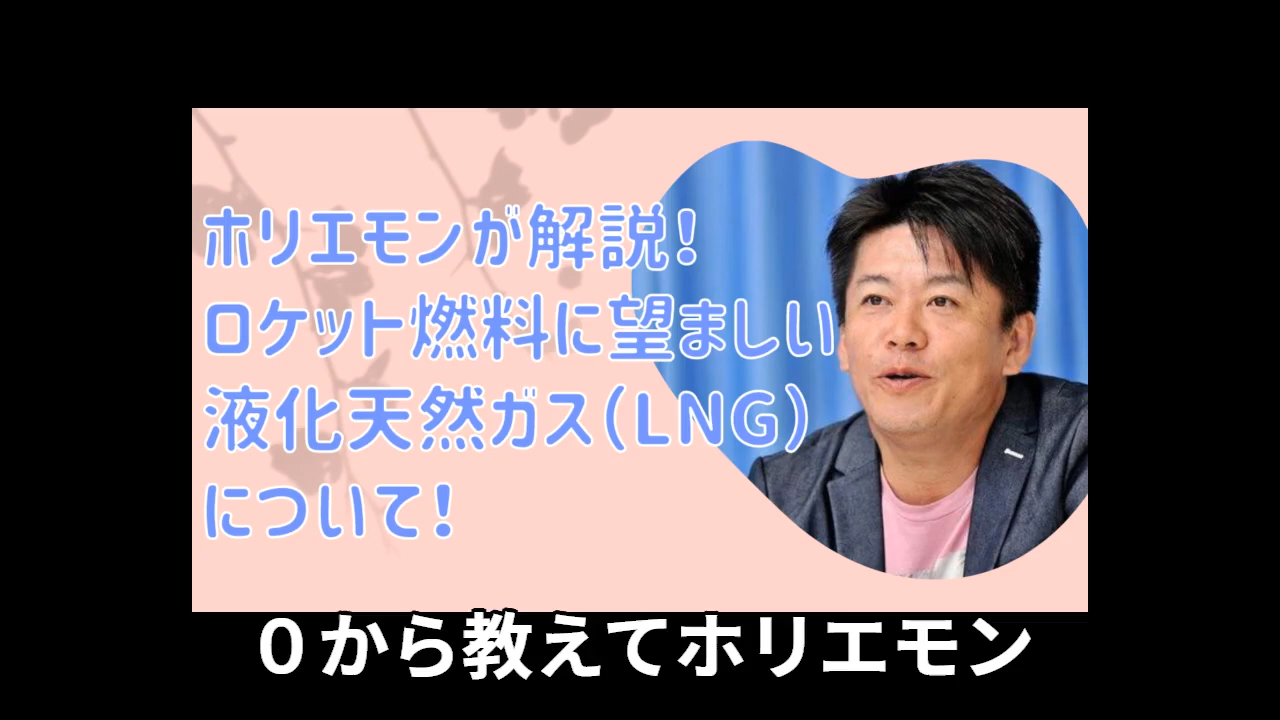 ホリエモンが解説！
ロケット燃料に望ましい
液化天然ガス(LNG)
について！
０から教えてホリエモン